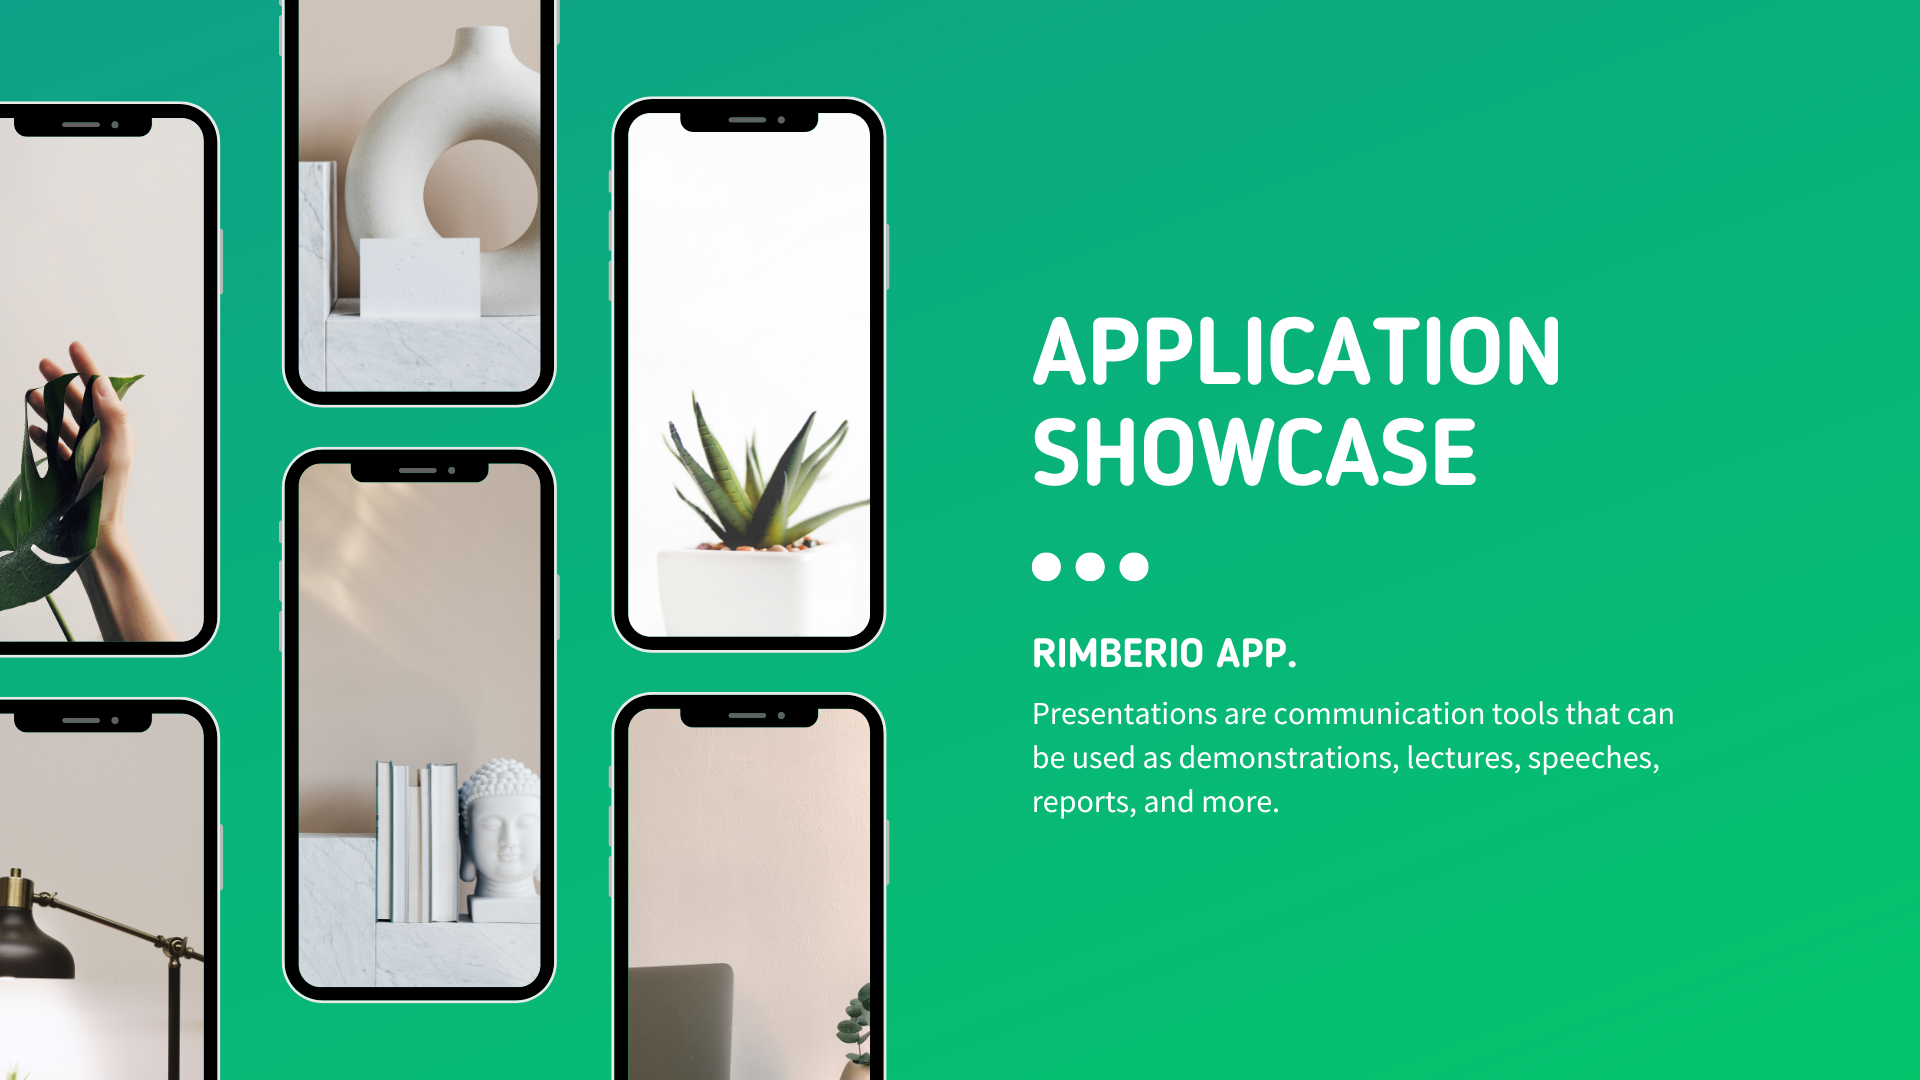 APPLICATION
SHOWCASE
RIMBERIO APP.
Presentations are communication tools that can
be used as demonstrations, lectures, speeches,
reports, and more.